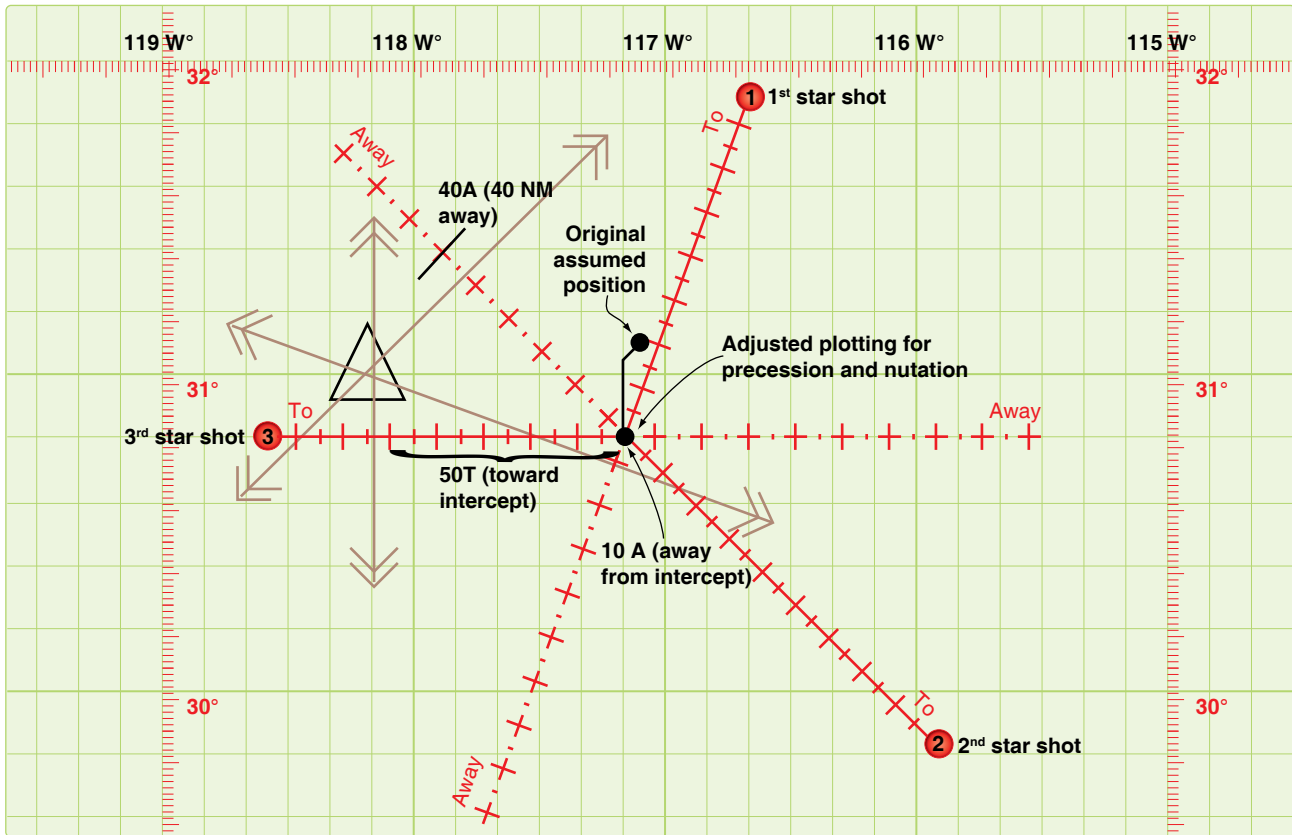 119 W°
118 W°
117 W°
116 W°
115 W°
32°
32°
1
1st star shot
To
Away
40A (40 NM
away)
Original
assumed
position
Adjusted plotting for
precession and nutation
31°
31°
3rd star shot
3
To
Away
50T (toward
intercept)
10 A (away
from intercept)
30°
30°
To
2
2nd star shot
Away